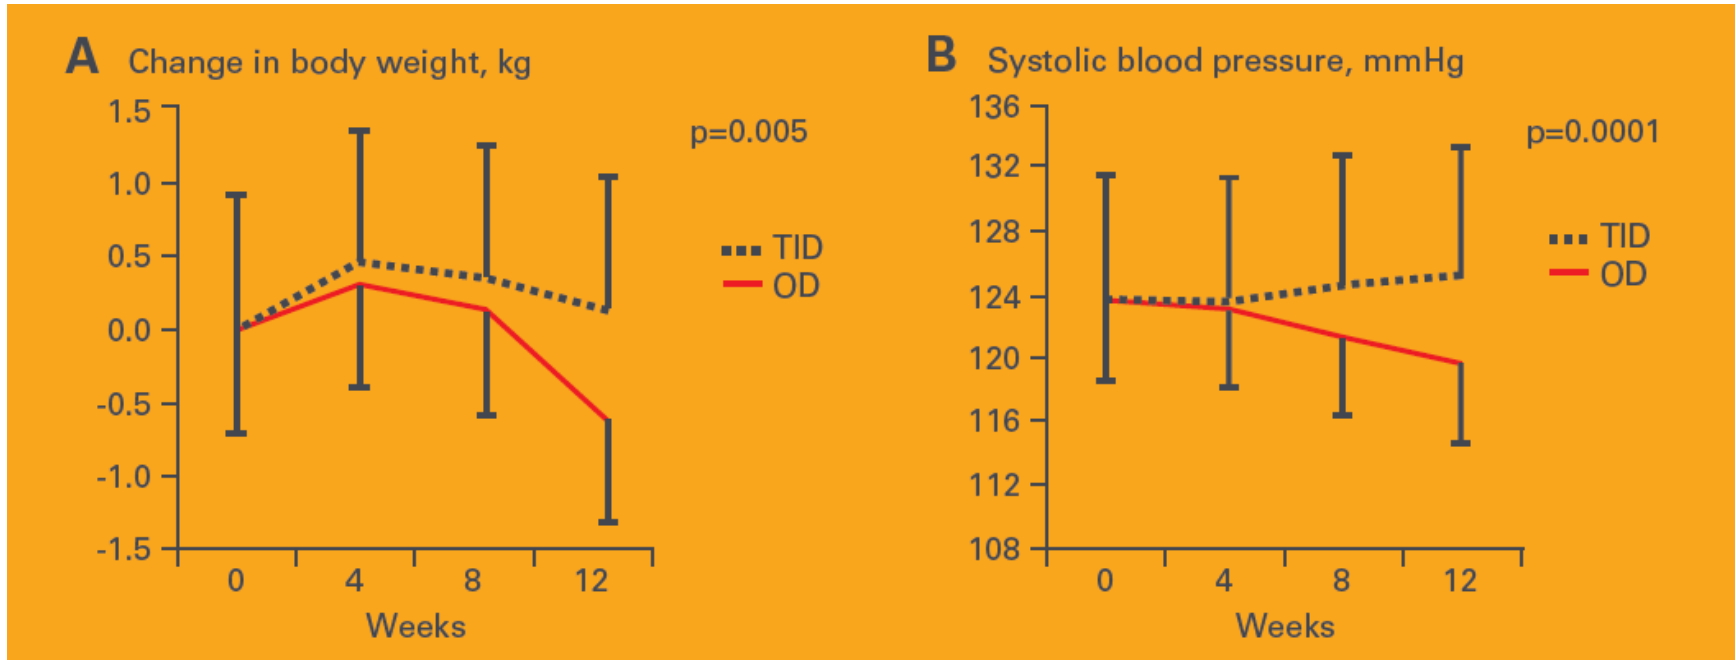 A Change in body weight, kg
1.5
1.0
0.5
0.0
-0.5
-1.0
-1.5
0 4 8 12
Weeks
p=0.005
TID
OD
B Systolic blood pressure, mmHg
136
132
128
124
120
116
112
108
0 4 8 12
Weeks
p=0.0001
TID
OD